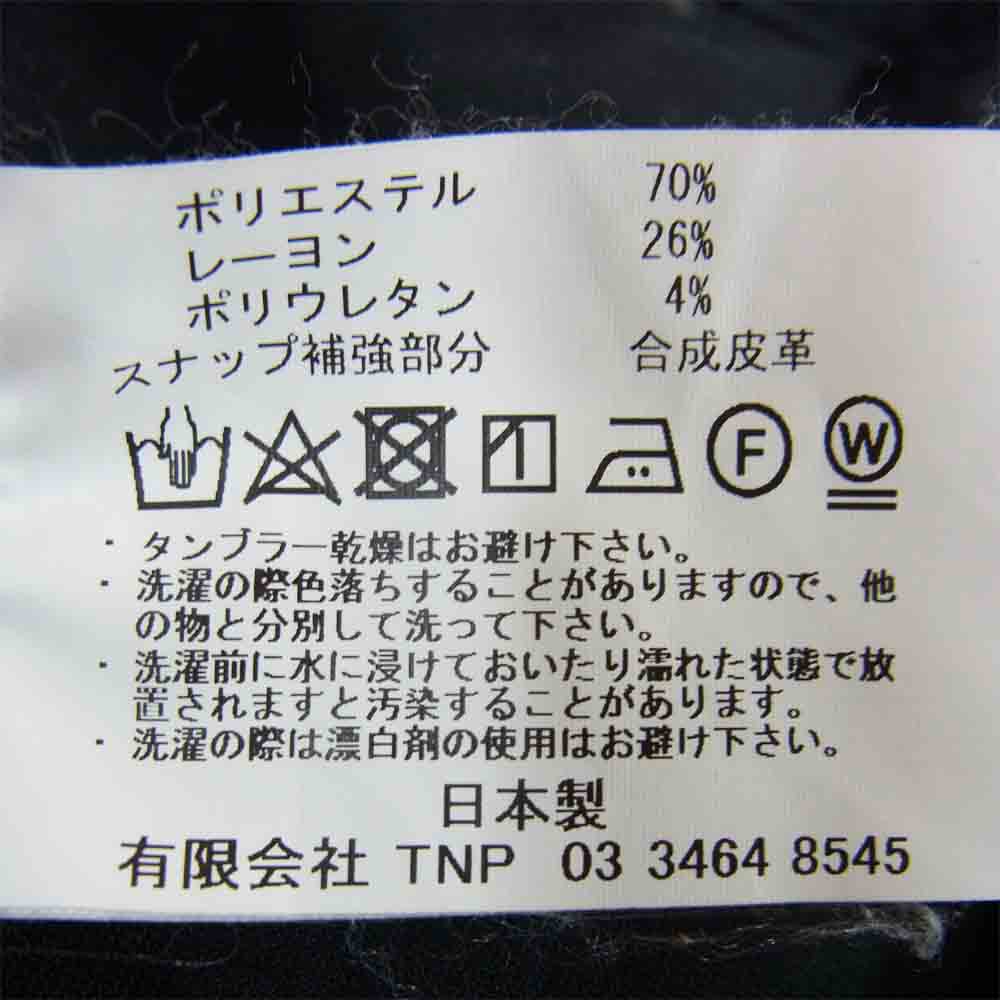 ポリエステル 70%
レーヨン 26%
ポリウレタン 4%
スナップ補強部分 合成皮革
F W
・タンブラー乾燥はお避け下さい。
・洗濯の際色落ちすることがありますので、他
の物と分別して洗って下さい。
・洗濯前に水に浸けておいたり濡れた状態で放
置されますと汚染することがあります。
・洗濯の際は漂白剤の使用はお避け下さい。
日本製
有限会社 TNP 03 3464 8545